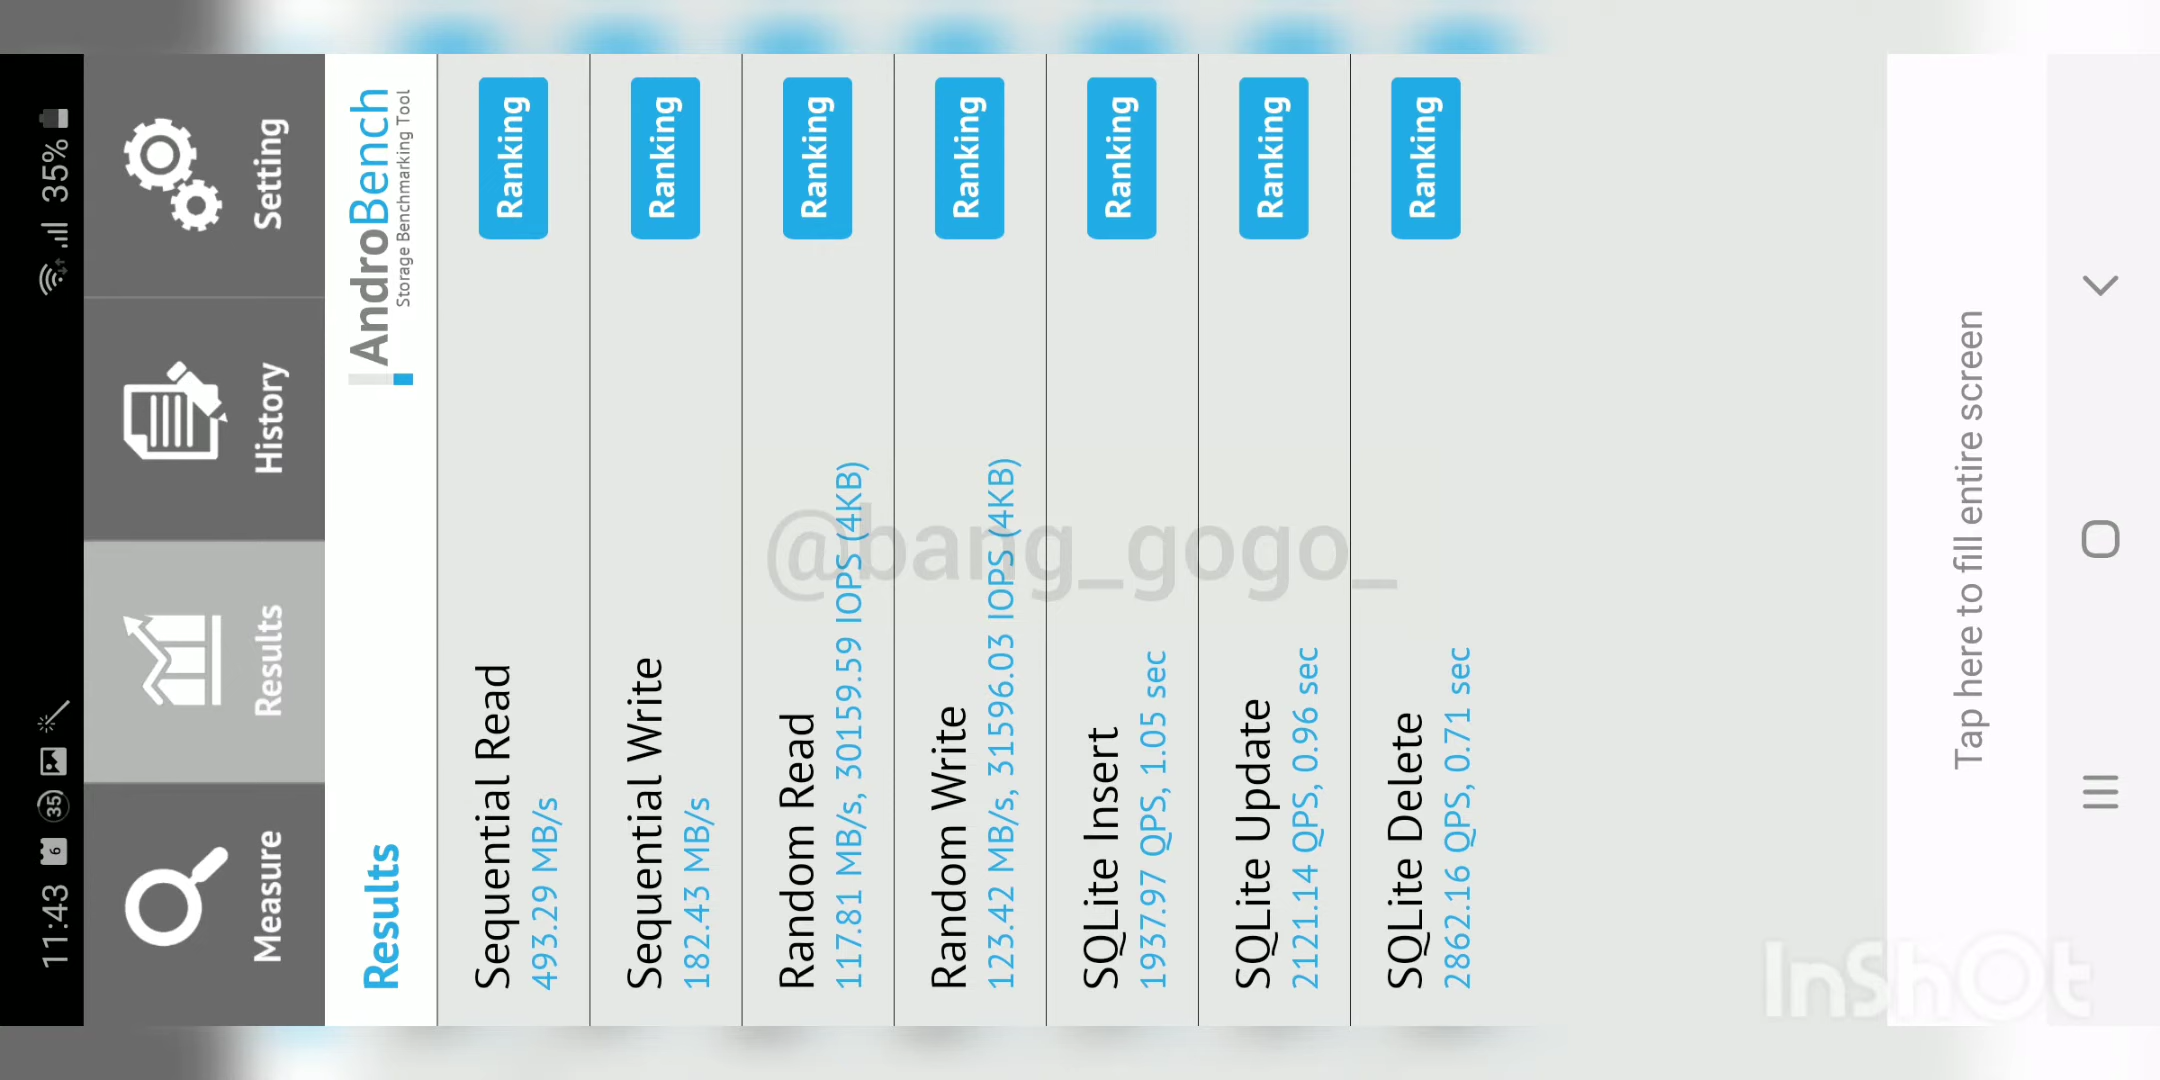 11:43 6 35 35%
Measure Results History Setting
Results
AndroBench
Storage Benchmarking Tool
Sequential Read
493.29 MB/s
Ranking
Sequential Write
182.43 MB/s
Ranking
Random Read
117.81 MB/s, 30159.59 IOPS (4KB)
Ranking
Random Write
123.42 MB/s, 31596.03 IOPS (4KB)
Ranking
SQLite Insert
1937.97 QPS, 1.05 sec
Ranking
SQLite Update
2121.14 QPS, 0.96 sec
Ranking
SQLite Delete
2862.16 QPS, 0.71 sec
Ranking
Tap here to fill entire screen
@bang_gogo_
InShOt